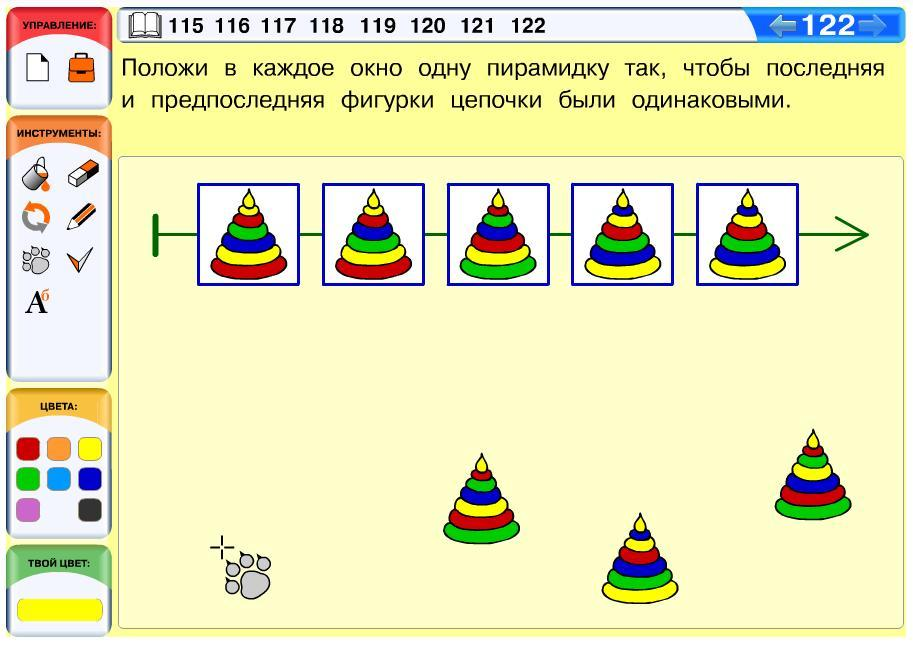 УПРАВЛЕНИЕ:
115 116 117 118 119 120 121 122
122
Положи в каждое окно одну пирамидку так, чтобы последняя
и предпоследняя фигурки цепочки были одинаковыми.
ИНСТРУМЕНТЫ:
Аб
ЦВЕТА:
ТВОЙ ЦВЕТ: